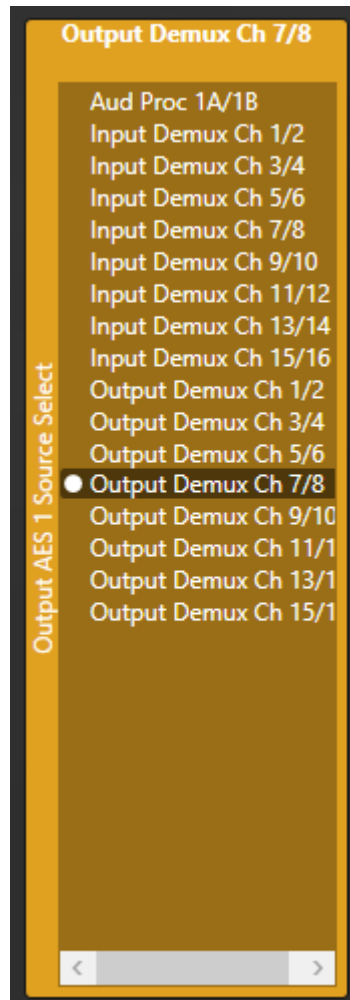 Output Demux Ch 7/8
Output AES 1 Source Select
Aud Proc 1A/1B
Input Demux Ch 1/2
Input Demux Ch 3/4
Input Demux Ch 5/6
Input Demux Ch 7/8
Input Demux Ch 9/10
Input Demux Ch 11/12
Input Demux Ch 13/14
Input Demux Ch 15/16
Output Demux Ch 1/2
Output Demux Ch 3/4
Output Demux Ch 5/6
Output Demux Ch 7/8
Output Demux Ch 9/10
Output Demux Ch 11/1
Output Demux Ch 13/1
Output Demux Ch 15/1